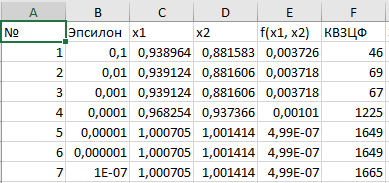 A B C D E F
№ Эпсилон x1 x2 f(x1, x2) КВЗЦФ
1 0,1 0,938964 0,881583 0,003726 46
2 0,01 0,939124 0,881606 0,003718 69
3 0,001 0,939124 0,881606 0,003718 67
4 0,0001 0,968254 0,937366 0,00101 1225
5 0,00001 1,000705 1,001414 4,99E-07 1649
6 0,000001 1,000705 1,001414 4,99E-07 1649
7 1E-07 1,000705 1,001414 4,99E-07 1665